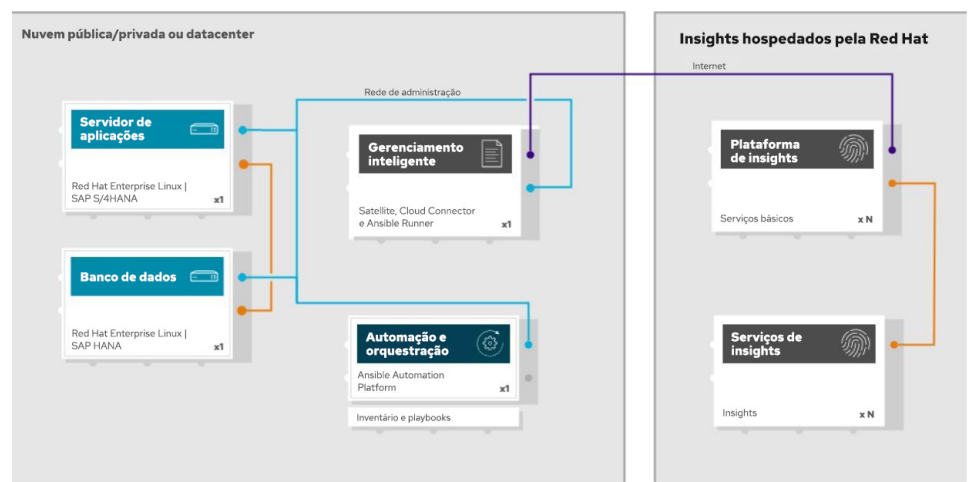 Nuvem pública/privada ou datacenter
Insights hospedados pela Red Hat
Internet
Rede de administração
Servidor de
aplicações
Red Hat Enterprise Linux |
SAP S/4HANA
x1
Gerenciamento
inteligente
Satellite, Cloud Connector
e Ansible Runner
x1
Plataforma
de insights
Serviços básicos
x N
Banco de dados
Red Hat Enterprise Linux |
SAP HANA
x1
Automação e
orquestração
Ansible Automation
Platform
x1
Inventário e playbooks
Serviços de
insights
Insights
x N